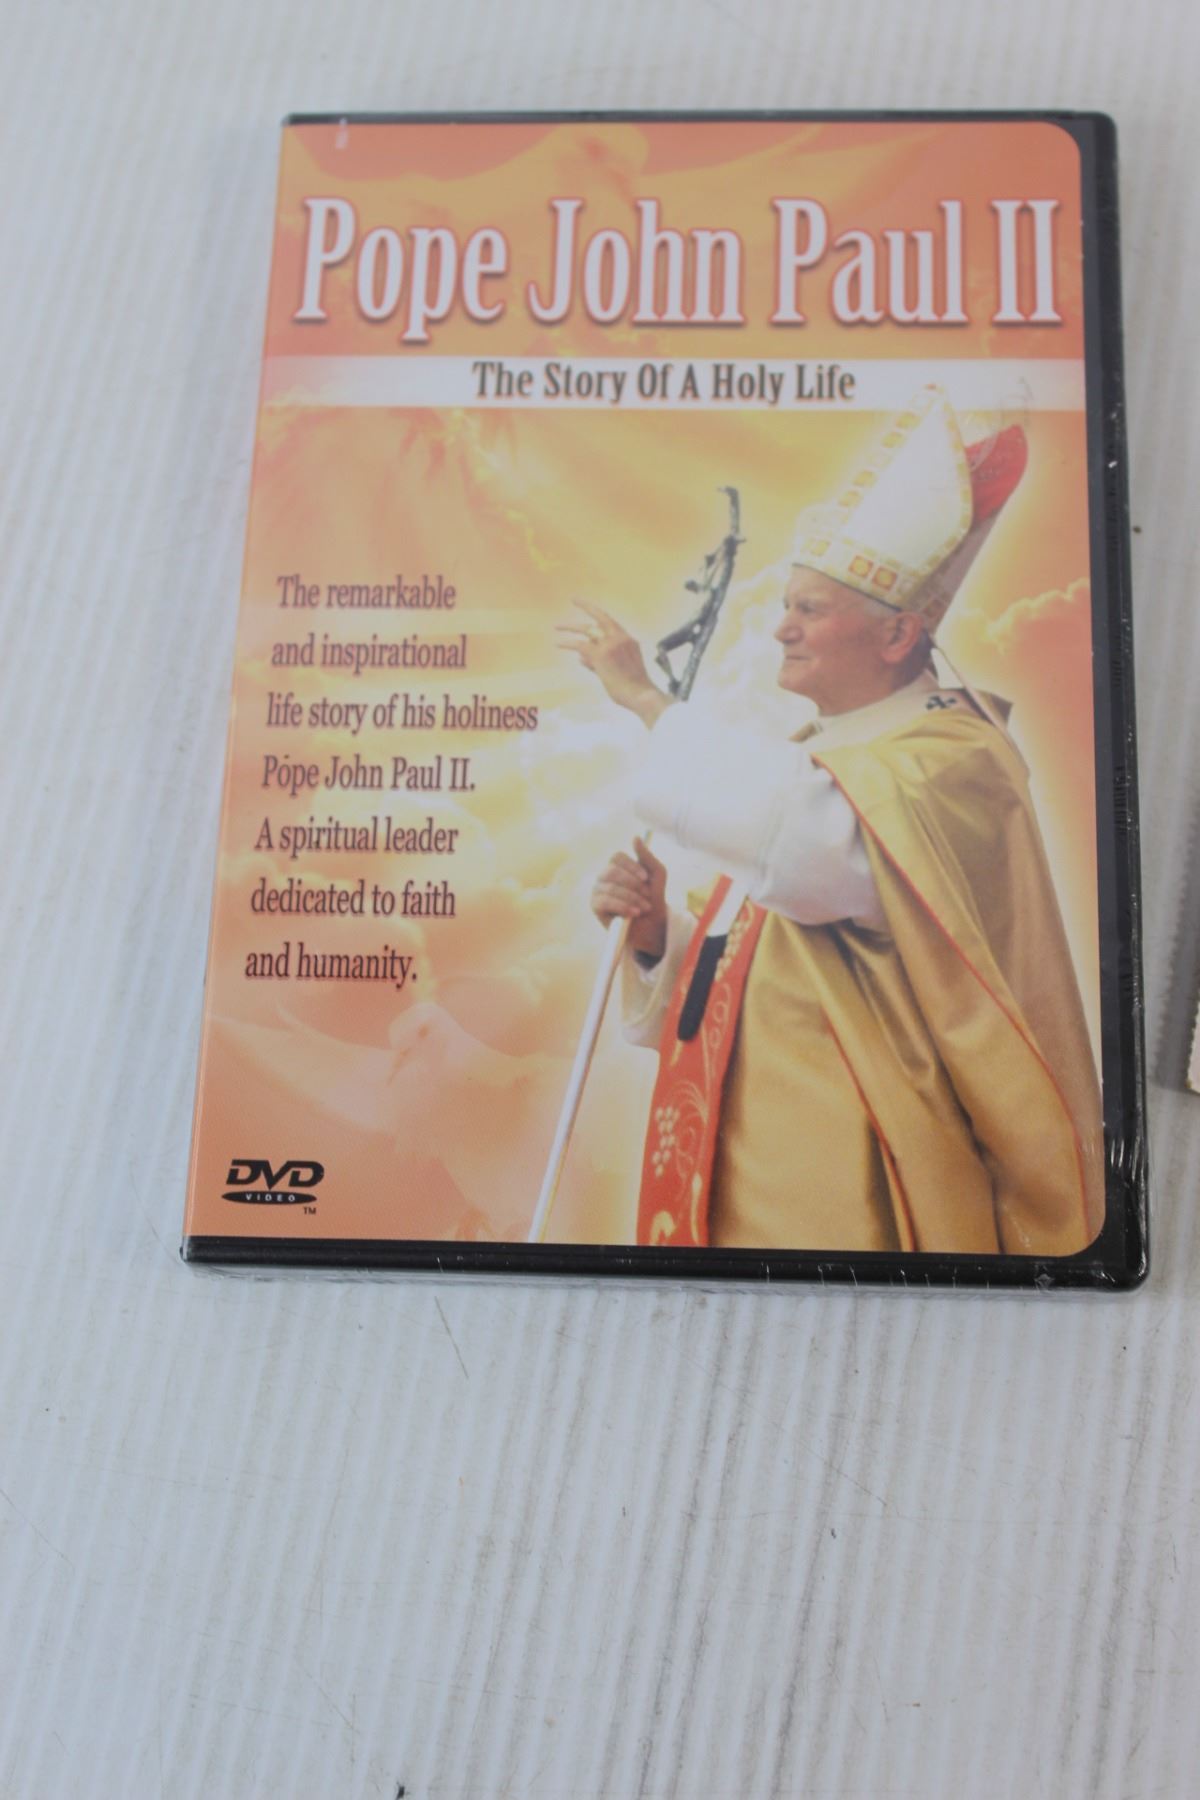 Pope John Paul II
The Story Of A Holy Life
The remarkable
and inspirational
life story of his holiness
Pope John Paul II.
A spiritual leader
dedicated to faith
and humanity.
DVD
VIDEO
TM